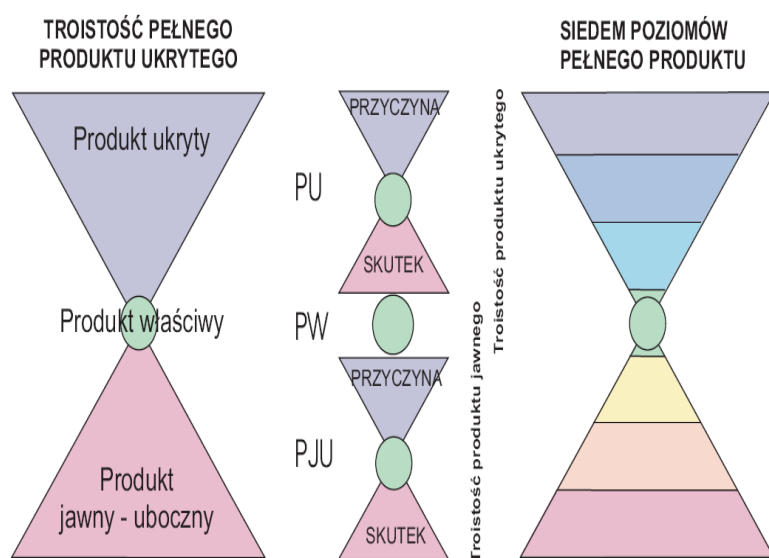 TROISTOŚĆ PEŁNEGO
PRODUKTU UKRYTEGO
Produkt ukryty
Produkt właściwy
Produkt
jawny - uboczny
PRZYCZYNA
PU
SKUTEK
PW
PRZYCZYNA
PJU
SKUTEK
Troistość produktu jawnego
Troistość produktu ukrytego
SIEDEM POZIOMÓW
PEŁNEGO PRODUKTU